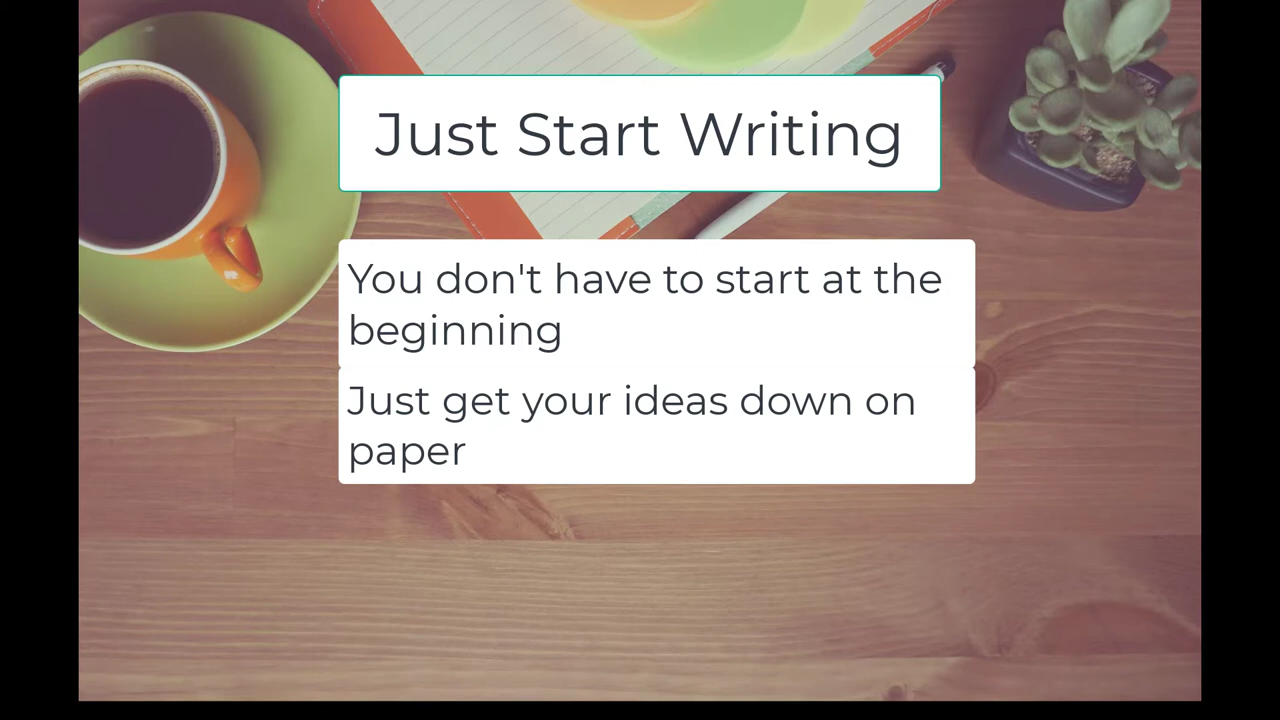 Just Start Writing
You don't have to start at the
beginning
Just get your ideas down on
paper